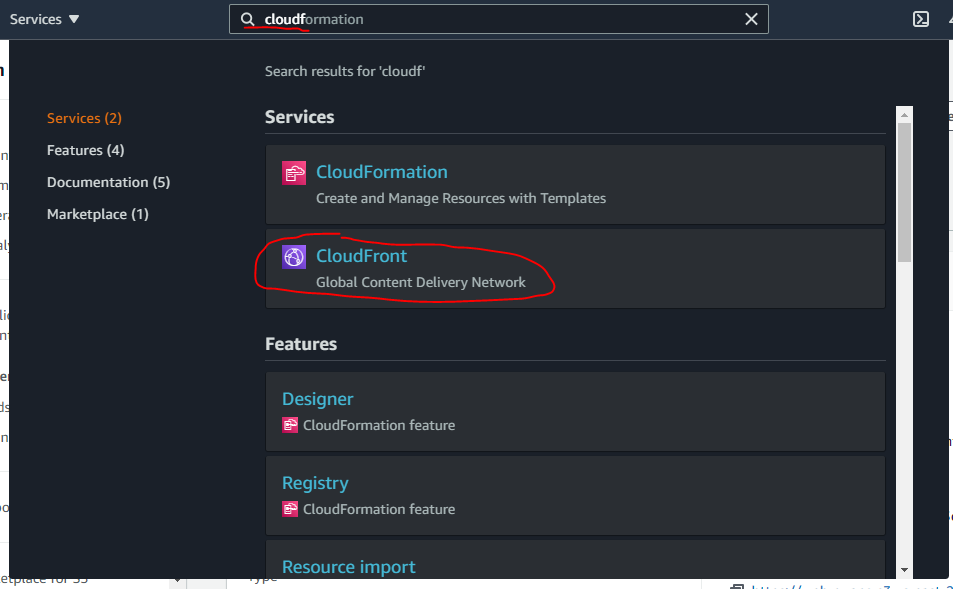 Services ▼
cloudformation
Search results for 'cloudf'
Services (2)
Features (4)
Documentation (5)
Marketplace (1)
Services
CloudFormation
Create and Manage Resources with Templates
CloudFront
Global Content Delivery Network
Features
Designer
CloudFormation feature
Registry
CloudFormation feature
Resource import